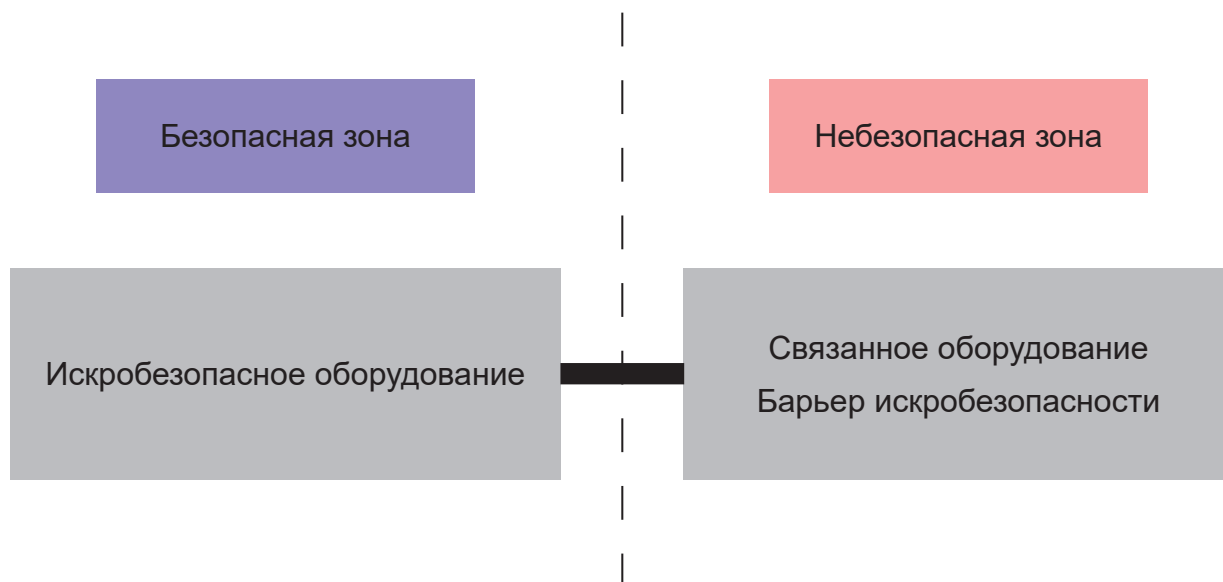 Безопасная зона
Небезопасная зона
Искробезопасное оборудование
Связанное оборудование
Барьер искробезопасности